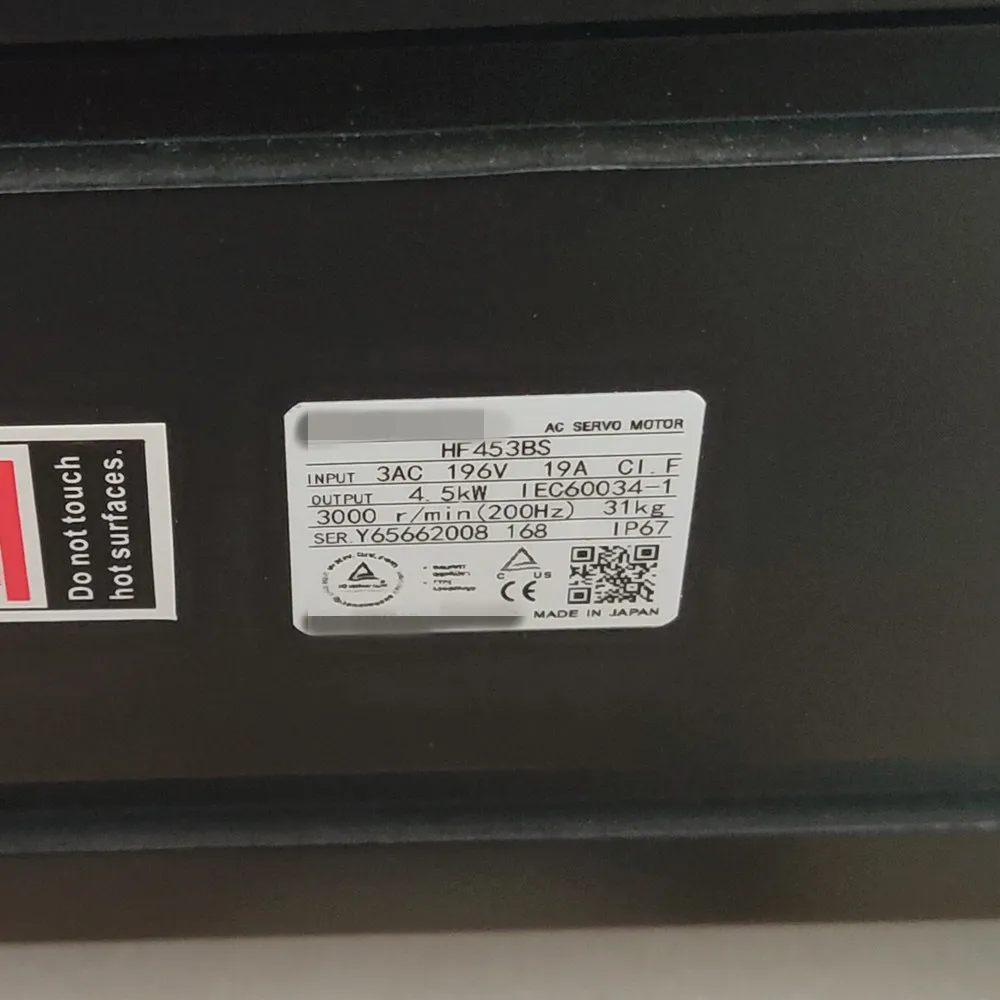 Do not touch
hot surfaces.
AC SERVO MOTOR
HF453BS
INPUT 3AC 196V 19A CI.F
OUTPUT 4.5kW IEC60034-1
3000 r/min(200Hz) 31kg
SER.Y65662008 168 IP67
C US
CE
MADE IN JAPAN